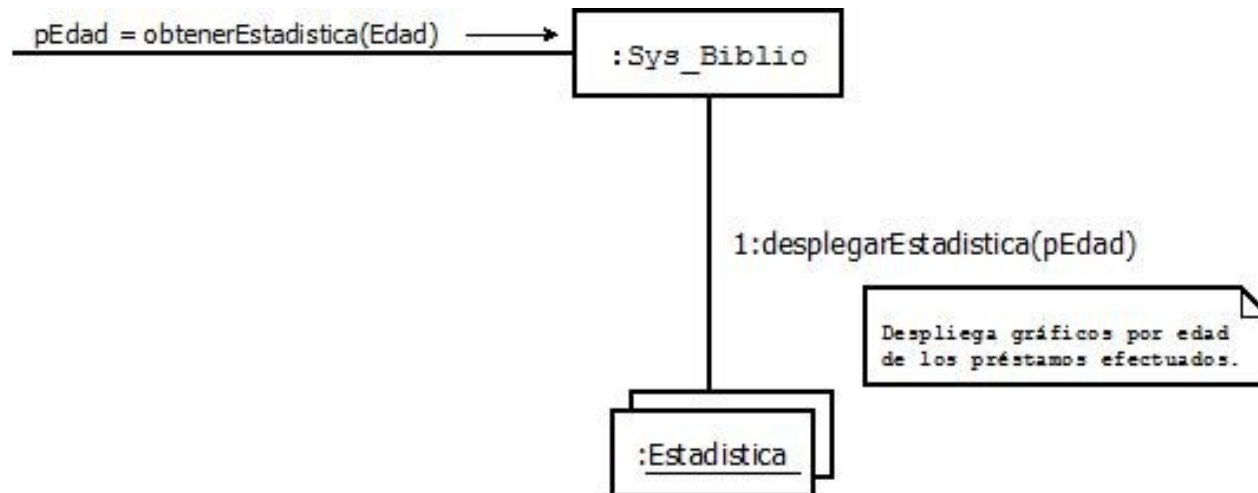 pEdad = obtenerEstadistica(Edad)
:Sys_Biblio
1:desplegarEstadistica(pEdad)
Despliega gráficos por edad
de los préstamos efectuados.
:Estadistica